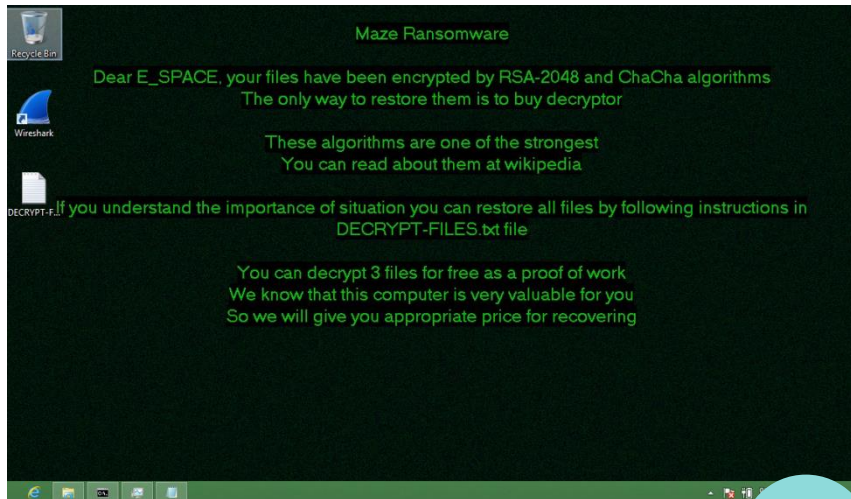 Maze Ransomware
Recycle Bin
Dear E_SPACE, your files have been encrypted by RSA-2048 and ChaCha algorithms
The only way to restore them is to buy decryptor
Wireshark
These algorithms are one of the strongest
You can read about them at wikipedia
DECRYPT-F...
If you understand the importance of situation you can restore all files by following instructions in
DECRYPT-FILES.txt file
You can decrypt 3 files for free as a proof of work
We know that this computer is very valuable for you
So we will give you appropriate price for recovering